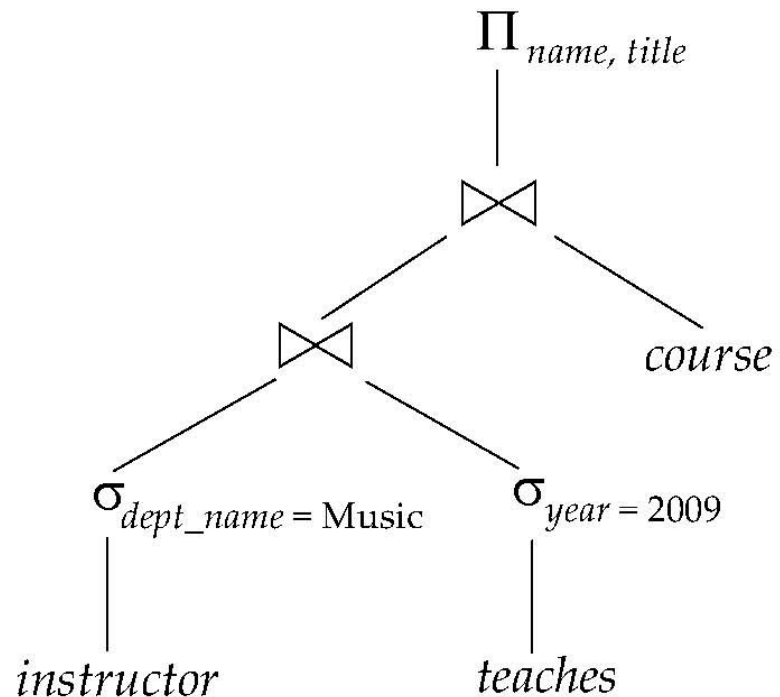 Π name, title
⋈
⋈
course
σ dept_name = Music
σ year = 2009
instructor
teaches